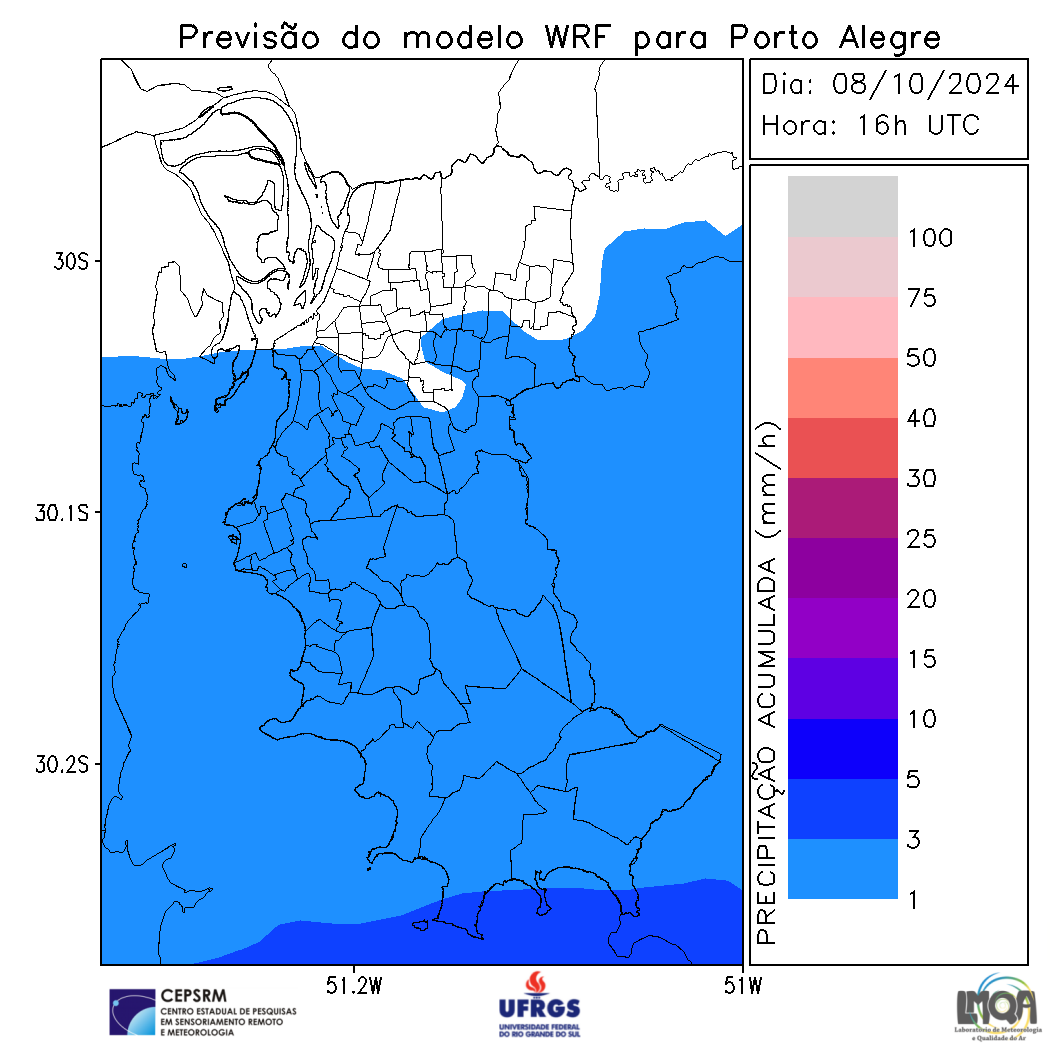 Previsão do modelo WRF para Porto Alegre
Dia: 08/10/2024
Hora: 16h UTC
30S
30.1S
30.2S
51.2W
51W
PRECIPITAÇÃO ACUMULADA (mm/h)
100
75
50
40
30
25
20
15
10
5
3
1
CEPSRM
CENTRO ESTADUAL DE PESQUISAS
EM SENSORIAMENTO REMOTO
E METEOROLOGIA
UFRGS
UNIVERSIDADE FEDERAL
DO RIO GRANDE DO SUL
LMQA
Laboratório de Meteorologia
e Qualidade do Ar